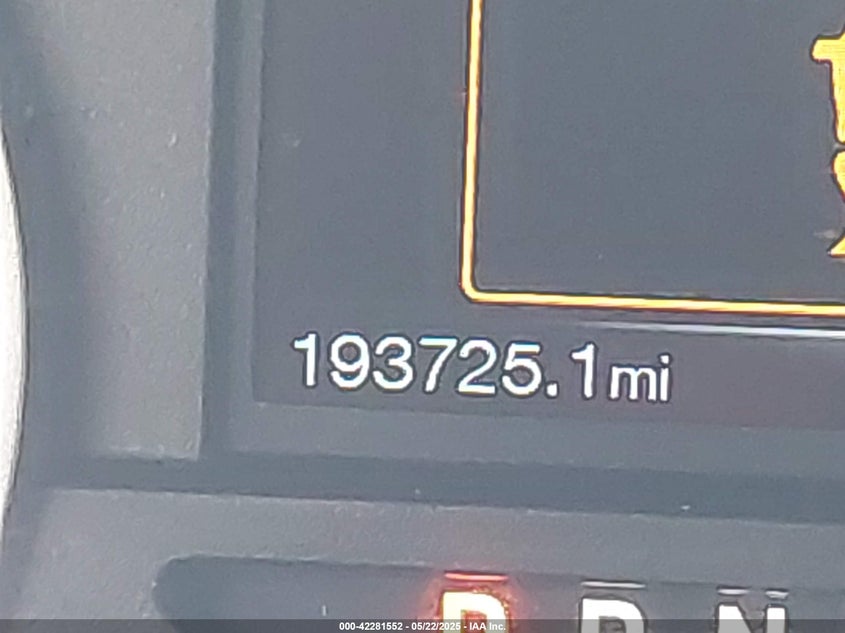 193725.1mi
P R N
000-42281552 - 05/22/2025 - IAA Inc.